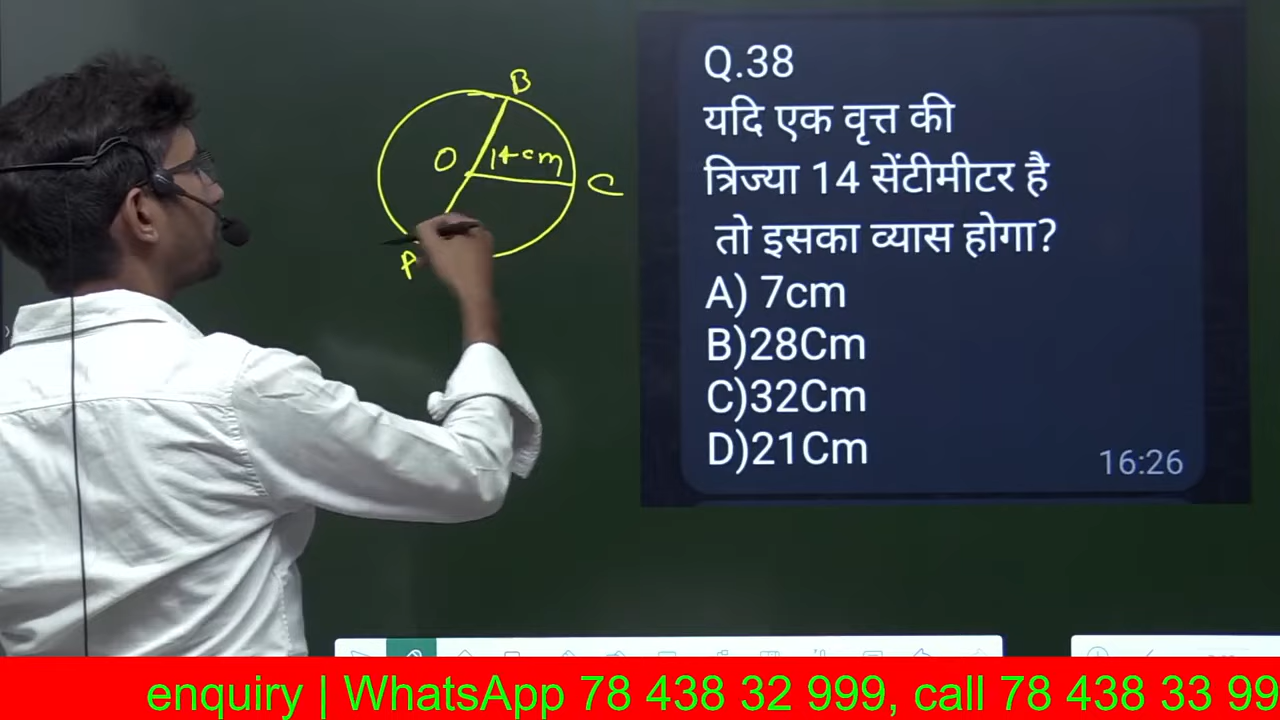 B
O 14cm
C
A
Q.38
यदि एक वृत्त की
त्रिज्या 14 सेंटीमीटर है
तो इसका व्यास होगा?
A) 7cm
B)28Cm
C)32Cm
D)21Cm
16:26
enquiry | WhatsApp 78 438 32 999, call 78 438 33 99